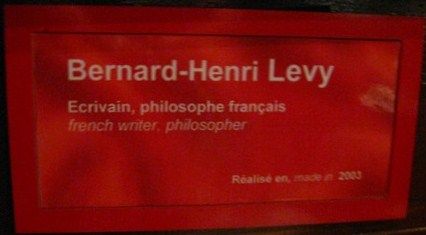 Bernard-Henri Levy
Ecrivain, philosophe français
french writer, philosopher
Réalisé en, made in 2003